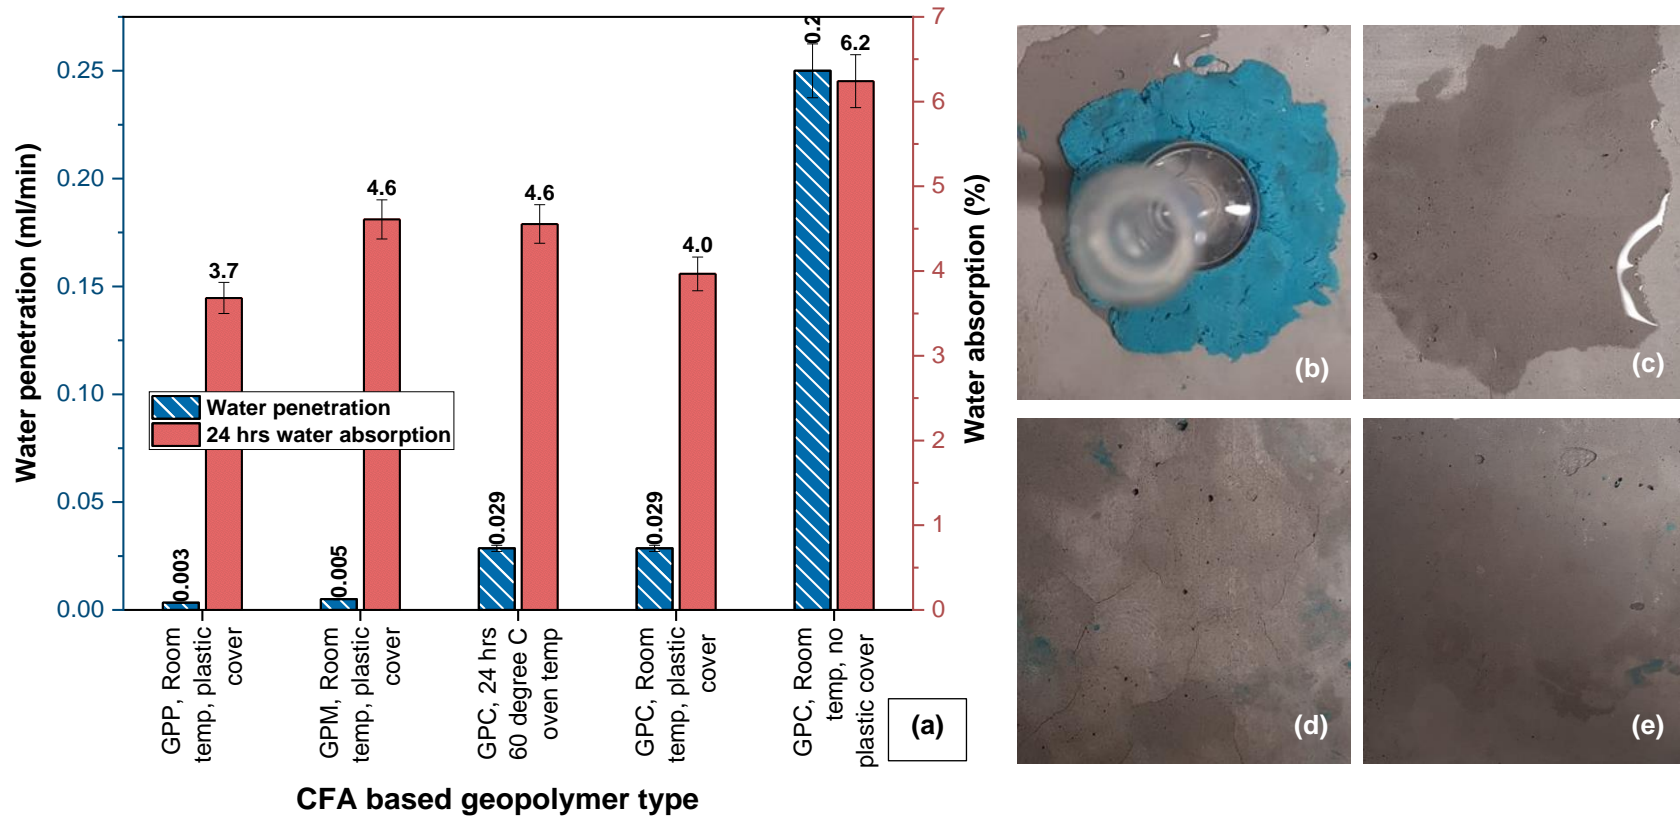 Water penetration (ml/min)
0.25
0.20
0.15
0.10
0.05
0.00
0.003
3.7
0.005
4.6
0.029
4.6
0.029
4.0
0.2
6.2
Water penetration
24 hrs water absorption
7
6
5
4
3
2
1
0
Water absorption (%)
GPP, Room
temp, plastic
cover
GPM, Room
temp, plastic
cover
GPC, 24 hrs
60 degree C
oven temp
GPC, Room
temp, plastic
cover
GPC, Room
temp, no
plastic cover
(a)
CFA based geopolymer type
(b)
(c)
(d)
(e)